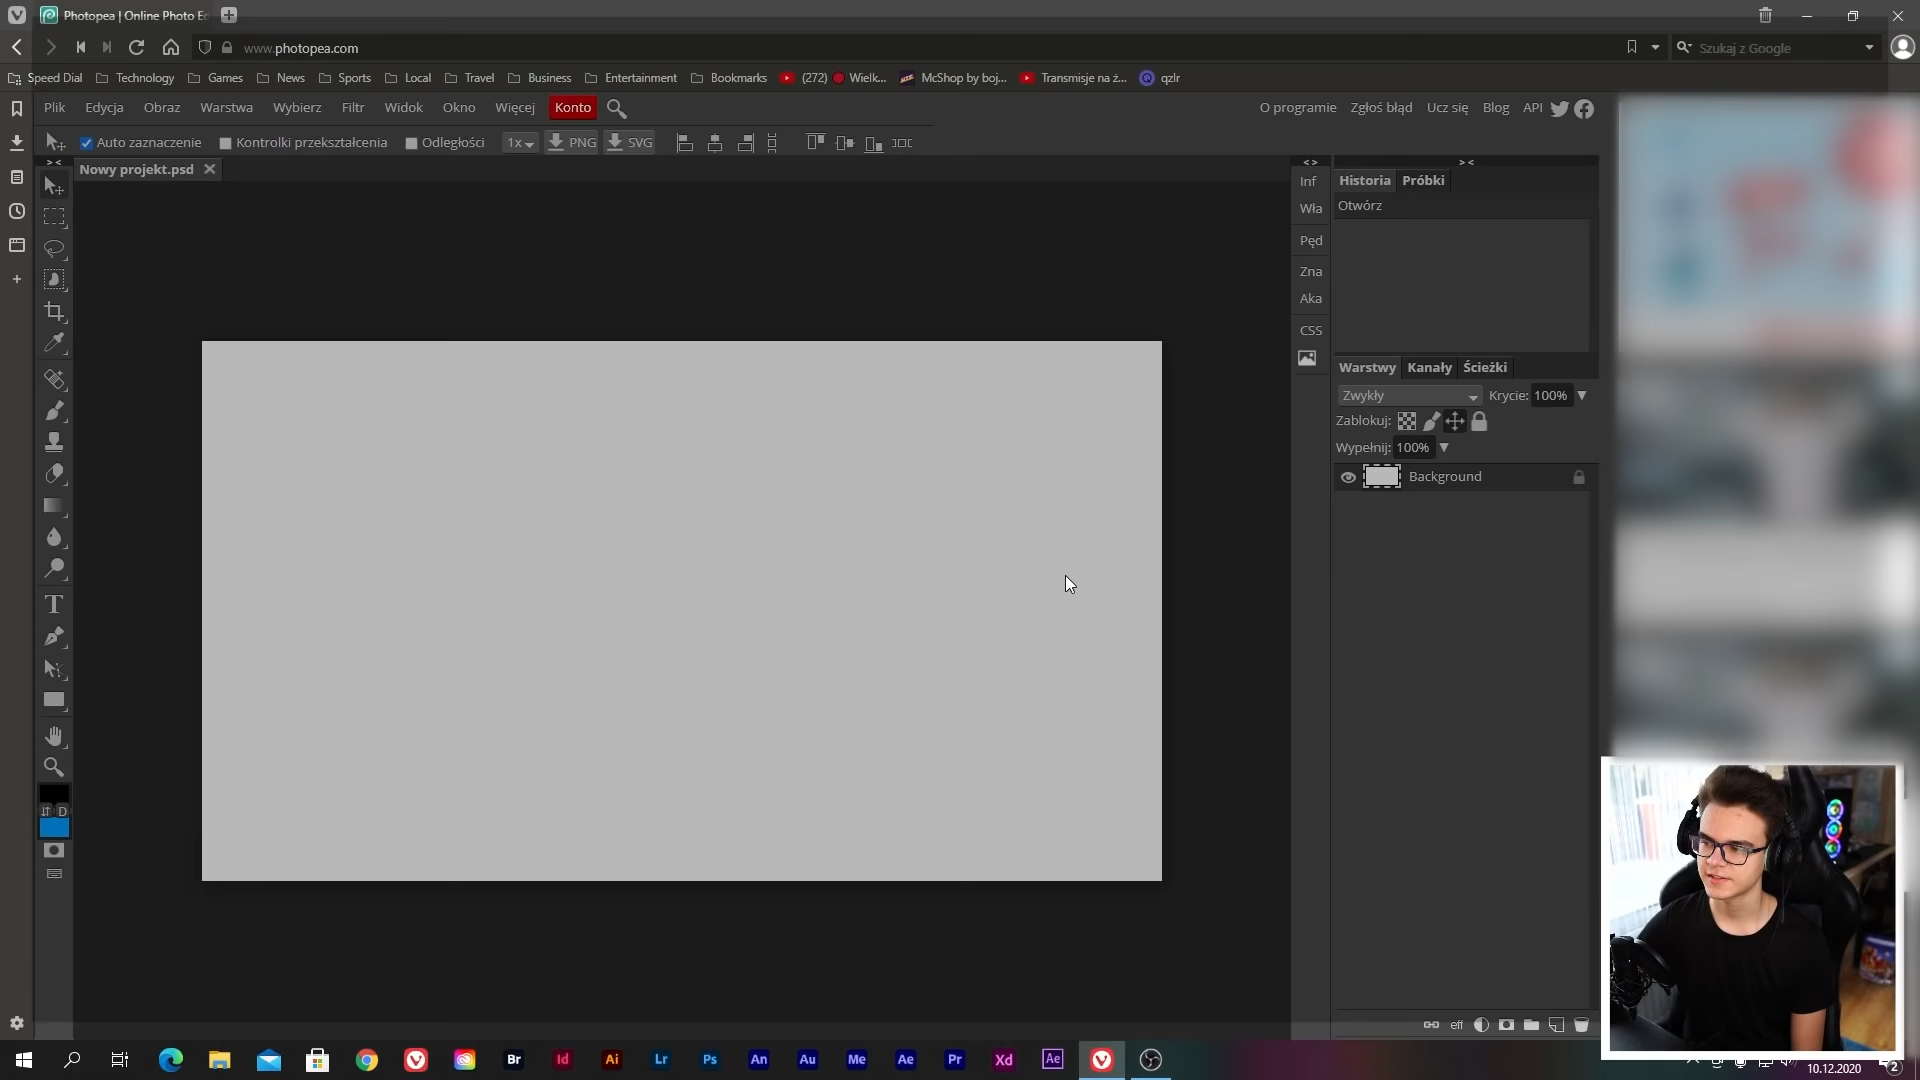 Photopea | Online Photo Ed
www.photopea.com
Szukaj z Google
Speed Dial
Technology
Games
News
Sports
Local
Travel
Business
Entertainment
Bookmarks
(272)
Wielk...
McShop by boj...
Transmisje na ż...
qzlr
Plik
Edycja
Obraz
Warstwa
Wybierz
Filtr
Widok
Okno
Więcej
Konto
O programie
Zgłoś błąd
Ucz się
Blog
API
Auto zaznaczenie
Kontrolki przekształcenia
Odległości
1x
PNG
SVG
> <
Nowy projekt.psd
< >
> <
Inf
Wła
Pęd
Zna
Aka
CSS
Historia
Próbki
Otwórz
Warstwy
Kanały
Ścieżki
Zwykły
Krycie: 100%
Zablokuj:
Wypełnij: 100%
Background
T
D
eff
Br
Id
Ai
Lr
Ps
An
Au
Me
Ae
Pr
Xd
Ae
10.12.2020
2